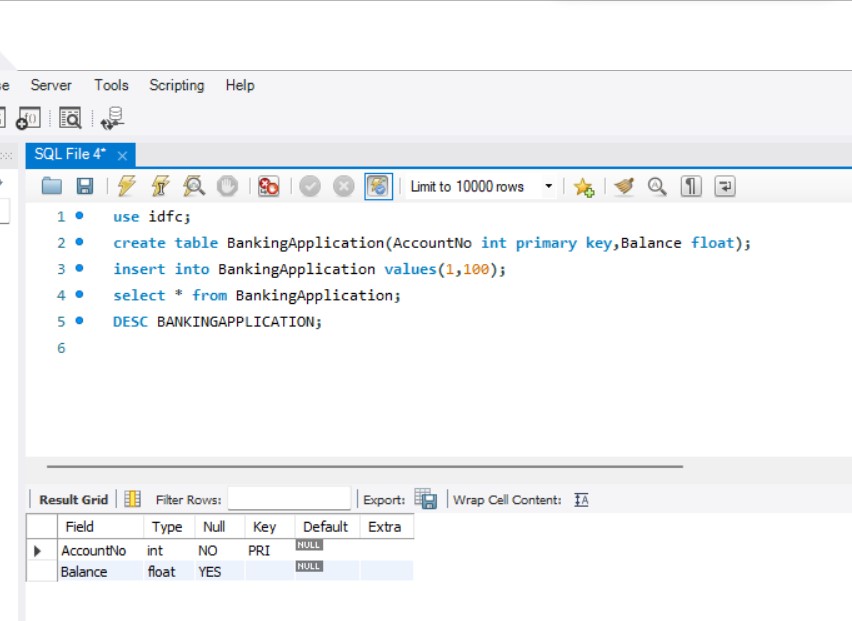 Server Tools Scripting Help
SQL File 4*
Limit to 10000 rows
1 use idfc;
2 create table BankingApplication(AccountNo int primary key,Balance float);
3 insert into BankingApplication values(1,100);
4 select * from BankingApplication;
5 DESC BANKINGAPPLICATION;
6
Result Grid Filter Rows: Export: Wrap Cell Content: IA
Field Type Null Key Default Extra
AccountNo int NO PRI NULL
Balance float YES NULL